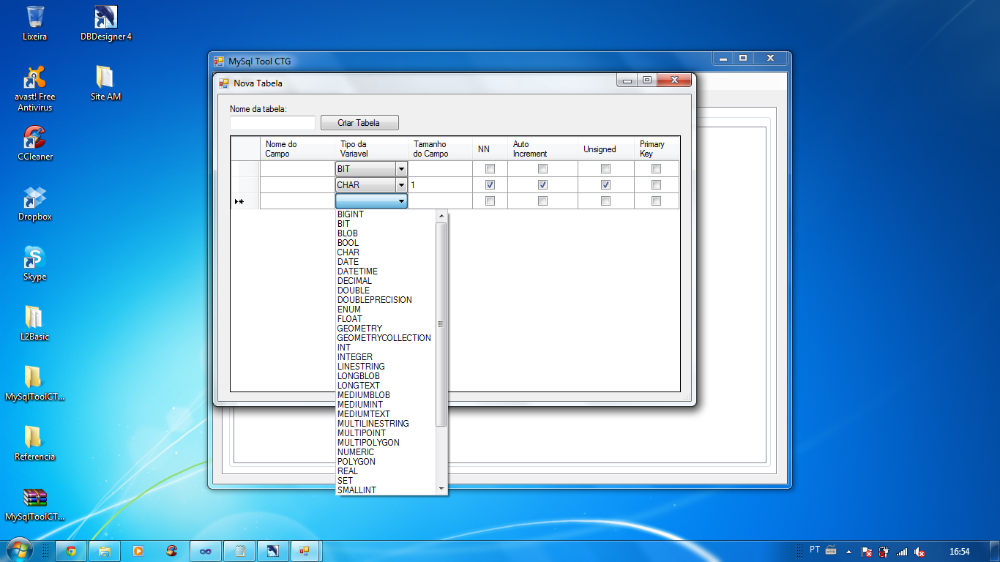 Lixeira
DBDesigner 4
avast! Free
Antivirus
Site AM
CCleaner
Dropbox
Skype
L2Basic
MySqlToolCT...
Referencia
MySqlToolCT...
MySql Tool CTG
Nova Tabela
Nome da tabela:
Criar Tabela
Nome do
Campo
Tipo da
Variavel
Tamanho
do Campo
NN
Auto
Increment
Unsigned
Primary
Key
BIT
CHAR
1
BIGINT
BIT
BLOB
BOOL
CHAR
DATE
DATETIME
DECIMAL
DOUBLE
DOUBLEPRECISION
ENUM
FLOAT
GEOMETRY
GEOMETRYCOLLECTION
INT
INTEGER
LINESTRING
LONGBLOB
LONGTEXT
MEDIUMBLOB
MEDIUMINT
MEDIUMTEXT
MULTILINESTRING
MULTIPOINT
MULTIPOLYGON
NUMERIC
POLYGON
REAL
SET
SMALLINT
PT
16:54